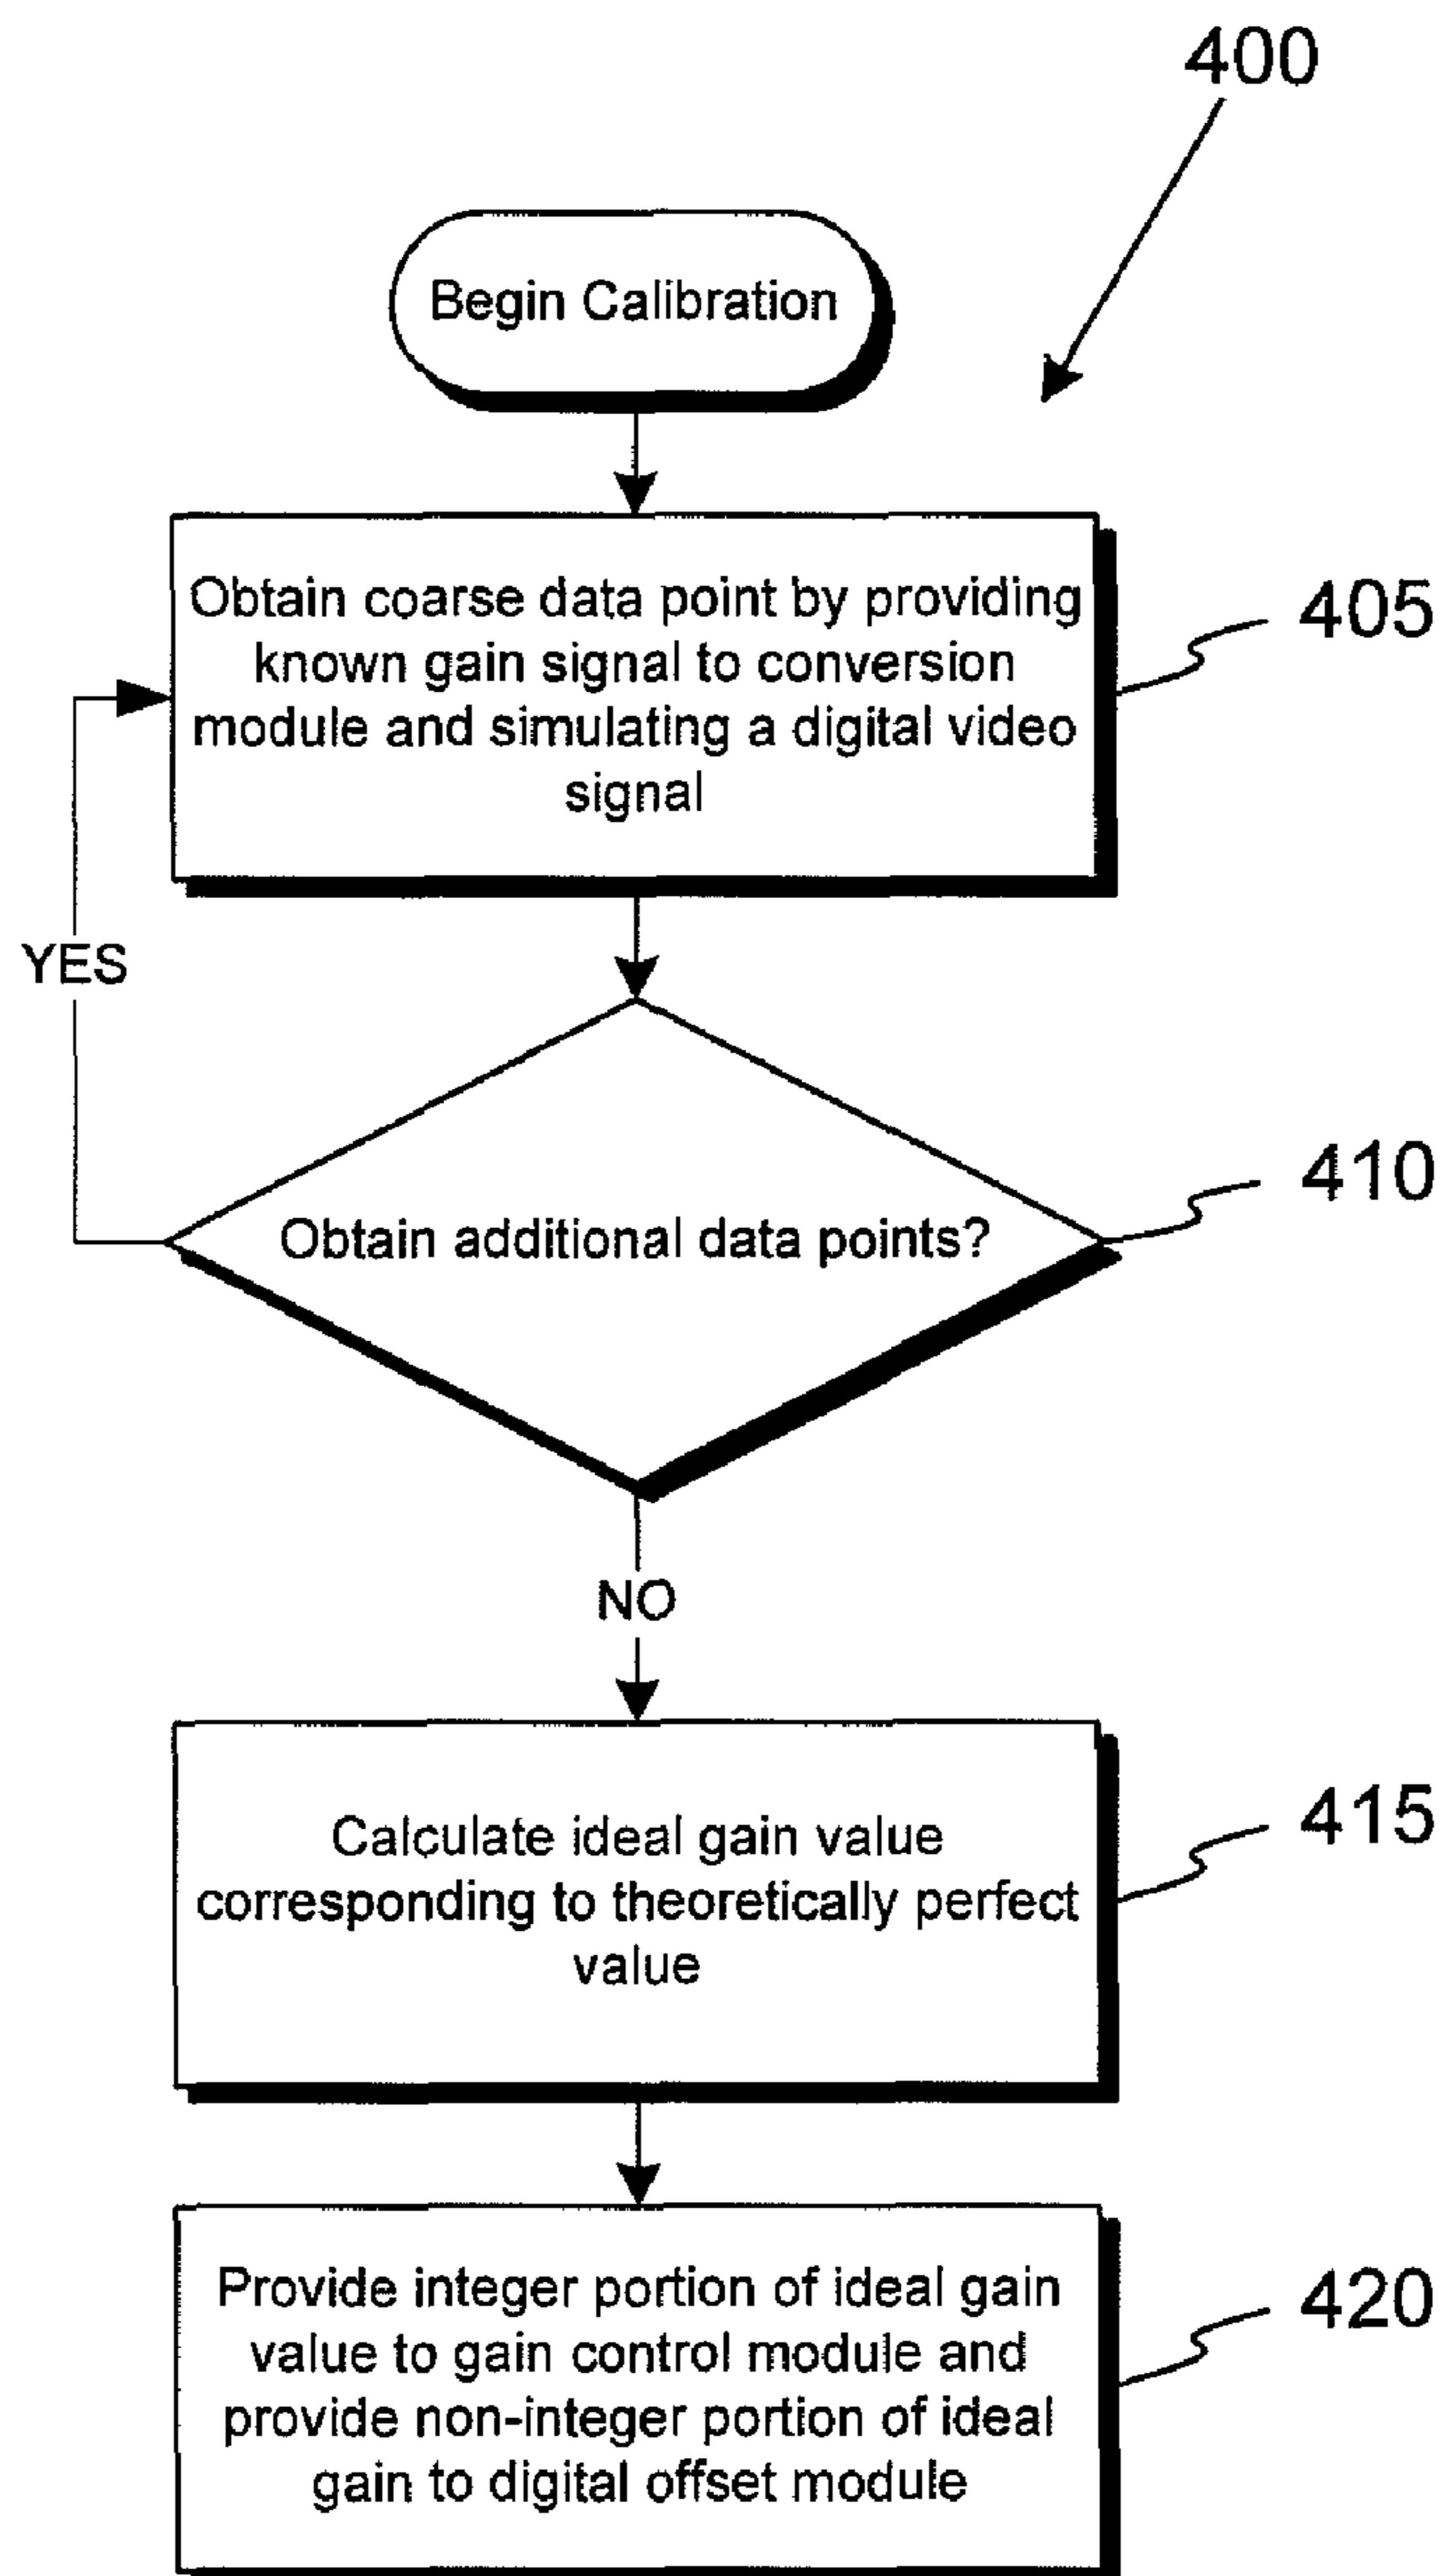 400
Begin Calibration
Obtain coarse data point by providing
known gain signal to conversion
module and simulating a digital video
signal
405
YES
Obtain additional data points?
410
NO
Calculate ideal gain value
corresponding to theoretically perfect
value
415
Provide integer portion of ideal gain
value to gain control module and
provide non-integer portion of ideal
gain to digital offset module
420